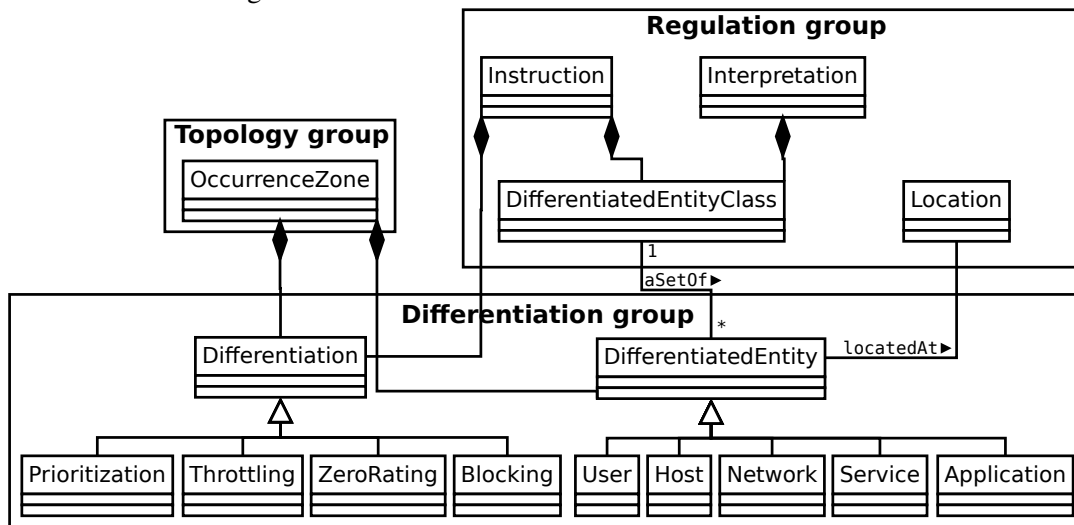 Regulation group
Instruction
Interpretation
Topology group
OccurrenceZone
DifferentiatedEntityClass
Location
1
aSetOf►
Differentiation group
*
Differentiation
DifferentiatedEntity
locatedAt►
Prioritization
Throttling
ZeroRating
Blocking
User
Host
Network
Service
Application